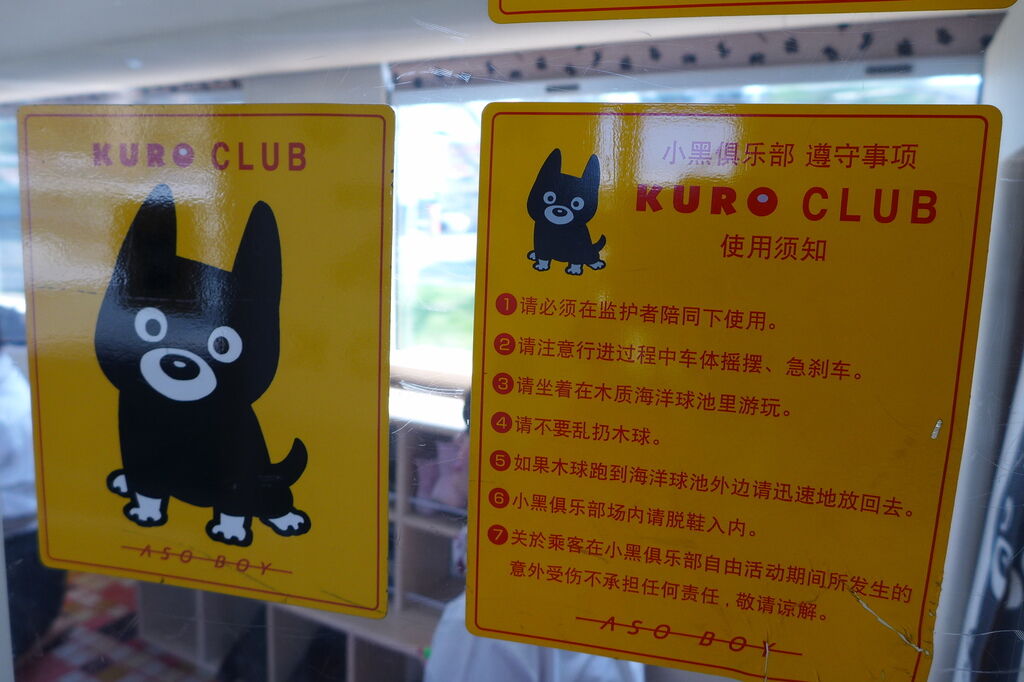 KURO CLUB
ASO BOY
小黑俱乐部 遵守事项
KURO CLUB
使用须知
1请必须在监护者陪同下使用。
2请注意行进过程中车体摇摆、急刹车。
3请坐着在木质海洋球池里游玩。
4请不要乱扔木球。
5如果木球跑到海洋球池外边请迅速地放回去。
6小黑俱乐部场内请脱鞋入内。
7关於乘客在小黑俱乐部自由活动期间所发生的
意外受伤不承担任何责任，敬请谅解。
ASO BOY